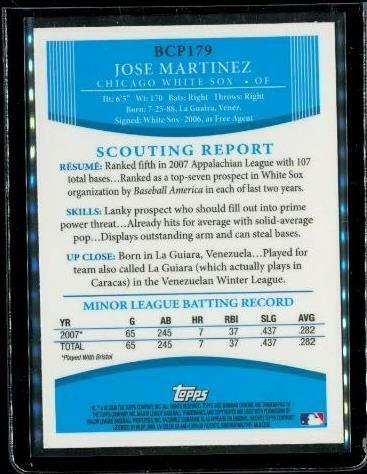 BCP179
JOSE MARTINEZ
CHICAGO WHITE SOX • OF
Ht: 6'5" Wt: 170 Bats: Right Throws: Right
Born: 7-25-88, La Guaira, Venez.
Signed: White Sox - 2006, as Free Agent
SCOUTING REPORT
RÉSUMÉ: Ranked fifth in 2007 Appalachian League with 107
total bases...Ranked as a top-seven prospect in White Sox
organization by Baseball America in each of last two years.
SKILLS: Lanky prospect who should fill out into prime
power threat...Already hits for average with solid-average
pop...Displays outstanding arm and can steal bases.
UP CLOSE: Born in La Guiara, Venezuela...Played for
team also called La Guiara (which actually plays in
Caracas) in the Venezuelan Winter League.
MINOR LEAGUE BATTING RECORD
YR G AB HR RBI SLG AVG
2007* 65 245 7 37 .437 .282
TOTAL 65 245 7 37 .437 .282
*Played With Bristol
Topps